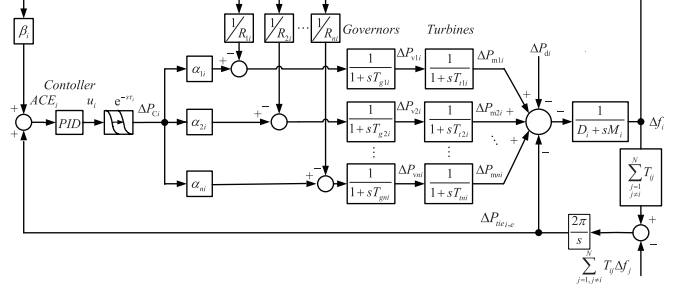 β_i
1/R_{1i}
1/R_{2i}
...
1/R_{ni}
Governors
Turbines
Contoller
ACE_i
u_i
PID
e^{-sτ_i}
ΔP_{Ci}
α_{1i}
α_{2i}
α_{ni}
+ −
+ −
+ −
1/(1+sT_{g1i})
ΔP_{v1i}
1/(1+sT_{t1i})
ΔP_{m1i}
1/(1+sT_{g2i})
ΔP_{v2i}
1/(1+sT_{t2i})
ΔP_{m2i}
⋮
⋮
⋱
1/(1+sT_{gni})
ΔP_{vni}
1/(1+sT_{tni})
ΔP_{mni}
ΔP_{di}
+ + + − − −
1/(D_i+sM_i)
Δf_i
∑_{j=1, j≠i}^{N} T_{ij}
+
−
2π/s
ΔP_{tie_{i-e}}
∑_{j=1,j≠i}^{N} T_{ij}Δf_j
+
+